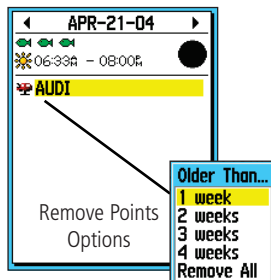 APR-21-04
06:33A - 08:00P
AUDI
Remove Points
Options
Older Than...
1 week
2 weeks
3 weeks
4 weeks
Remove All